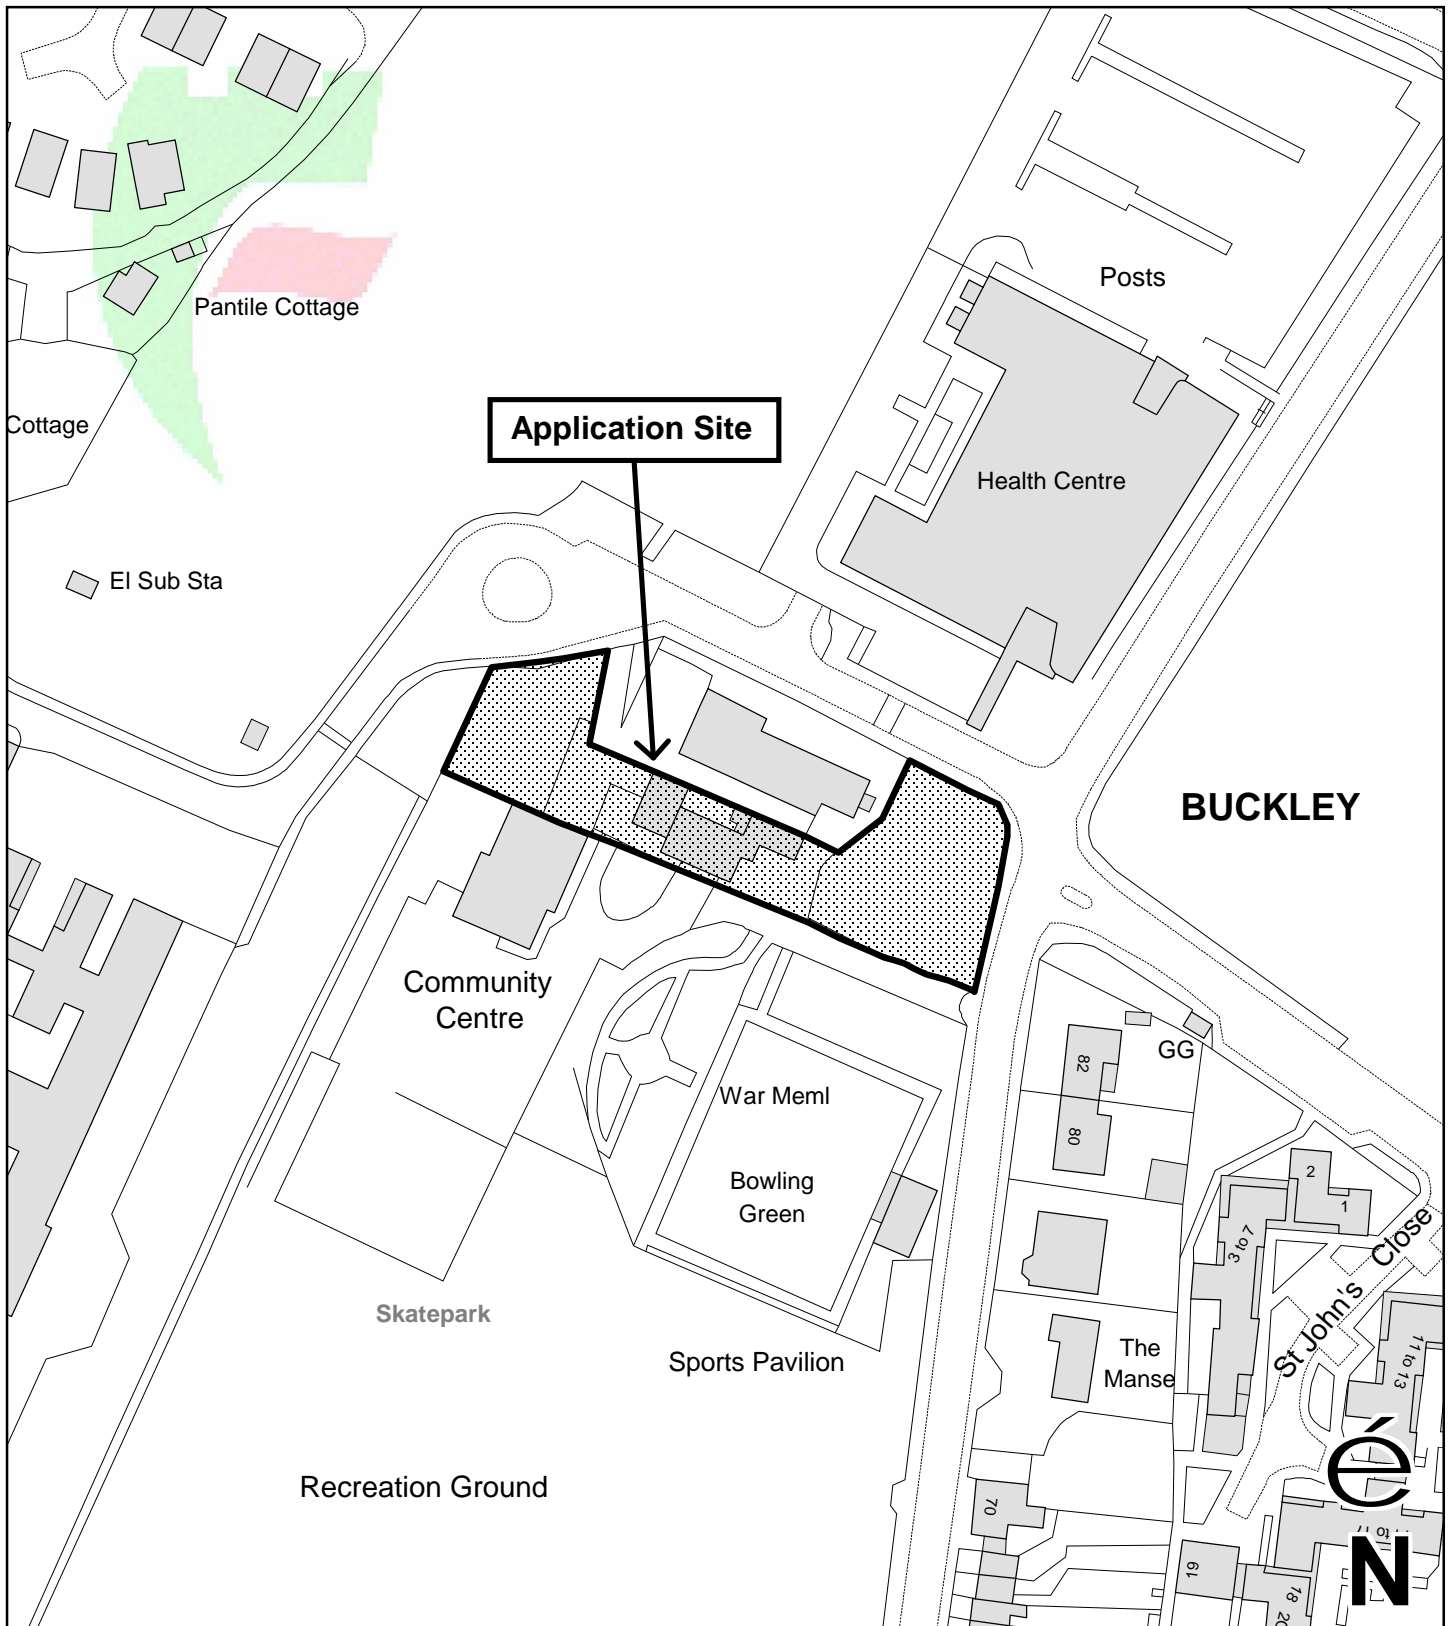 Posts
Pantile Cottage
Cottage
Application Site
Health Centre
El Sub Sta
BUCKLEY
Community
Centre
82
GG
War Meml
80
Bowling
Green
2
1
3 to 7
St John's Close
Skatepark
The
Manse
Sports Pavilion
11 to 13
é
Recreation Ground
70
N
19
18